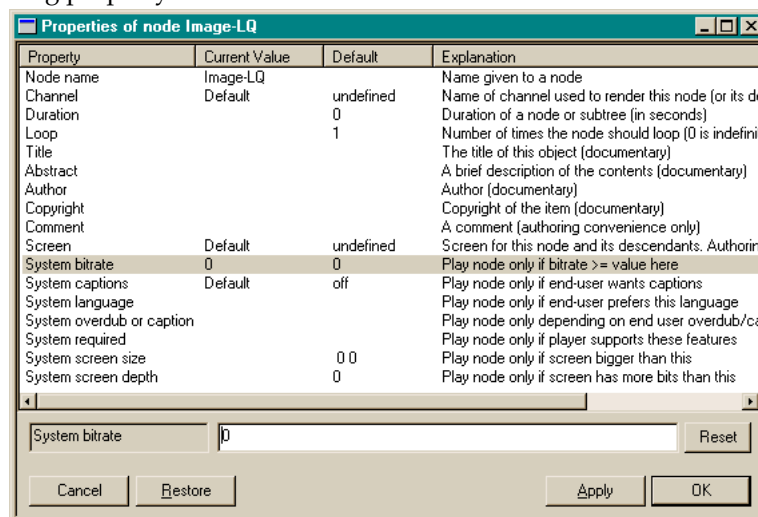 ng property
Properties of node Image-LQ
Property Current Value Default Explanation
Node name Image-LQ Name given to a node
Channel Default undefined Name of channel used to render this node (or its de
Duration 0 Duration of a node or subtree (in seconds)
Loop 1 Number of times the node should loop (0 is indefini
Title The title of this object (documentary)
Abstract A brief description of the contents (documentary)
Author Author (documentary)
Copyright Copyright of the item (documentary)
Comment A comment (authoring convenience only)
Screen Default undefined Screen for this node and its descendants. Authorin
System bitrate 0 0 Play node only if bitrate >= value here
System captions Default off Play node only if end-user wants captions
System language Play node only if end-user prefers this language
System overdub or caption Play node only depending on end user overdub/ca
System required Play node only if player supports these features
System screen size 0 0 Play node only if screen bigger than this
System screen depth 0 Play node only if screen has more bits than this
System bitrate 0 Reset
Cancel Restore Apply OK